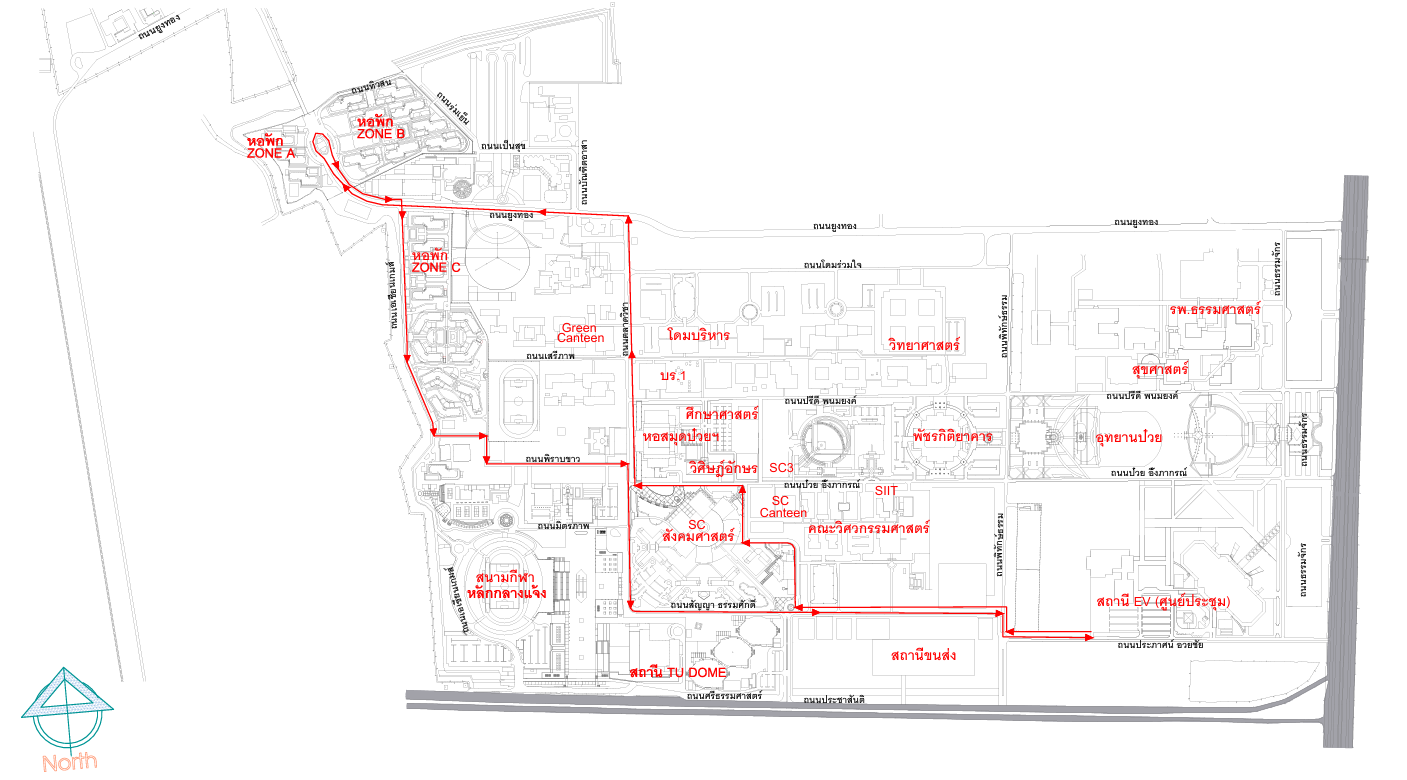 ถนนยูงทอง
ถนนทิวสน
ถนนร่มเย็น
หอพัก
ZONE B
หอพัก
ZONE A
ถนนเป็นสุข
ถนนบัณฑิตอาสา
ถนนยูงทอง
ถนนยูงทอง
ถนนยูงทอง
หอพัก
ZONE C
ถนนเอเชียนเกมส์
ถนนโดมร่วมใจ
ถนนธรรมจักร
รพ.ธรรมศาสตร์
ถนนตลาดวิชา
Green
Canteen
โดมบริหาร
วิทยาศาสตร์
ถนนพิทักษ์ธรรม
ถนนเสรีภาพ
บร.1
สุขศาสตร์
ถนนปรีดี พนมยงค์
ถนนปรีดี พนมยงค์
ศึกษาศาสตร์
หอสมุดป๋วยฯ
พัชรกิติยาคาร
อุทยานป๋วย
ถนนธรรมจักร
ถนนพิราบขาว
วิศิษฏ์อักษร
SC3
ถนนป๋วย อึ๊งภากรณ์
ถนนป๋วย อึ๊งภากรณ์
SIIT
SC
Canteen
ถนนมิตรภาพ
SC
สังคมศาสตร์
คณะวิศวกรรมศาสตร์
ถนนพิทักษ์ธรรม
ถนนธรรมจักร
สนามกีฬา
หลักกลางแจ้ง
ถนนสัญญา ธรรมศักดิ์
สถานี EV (ศูนย์ประชุม)
ถนนประภาศน์ อวยชัย
สถานีขนส่ง
สถานี TU DOME
ถนนศรีธรรมศาสตร์
ถนนประชาสันติ
North